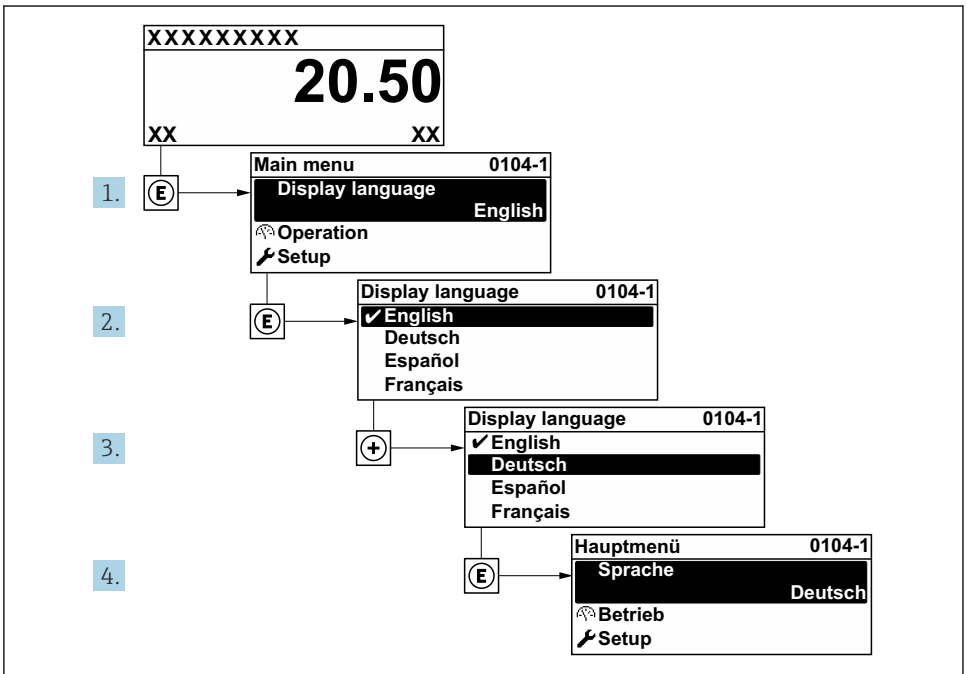 XXXXXXXXX
20.50
XX XX
1. E
Main menu 0104-1
Display language
English
Operation
Setup
2. E
Display language 0104-1
✔English
Deutsch
Español
Français
3. +
Display language 0104-1
✔English
Deutsch
Español
Français
4. E
Hauptmenü 0104-1
Sprache
Deutsch
Betrieb
Setup